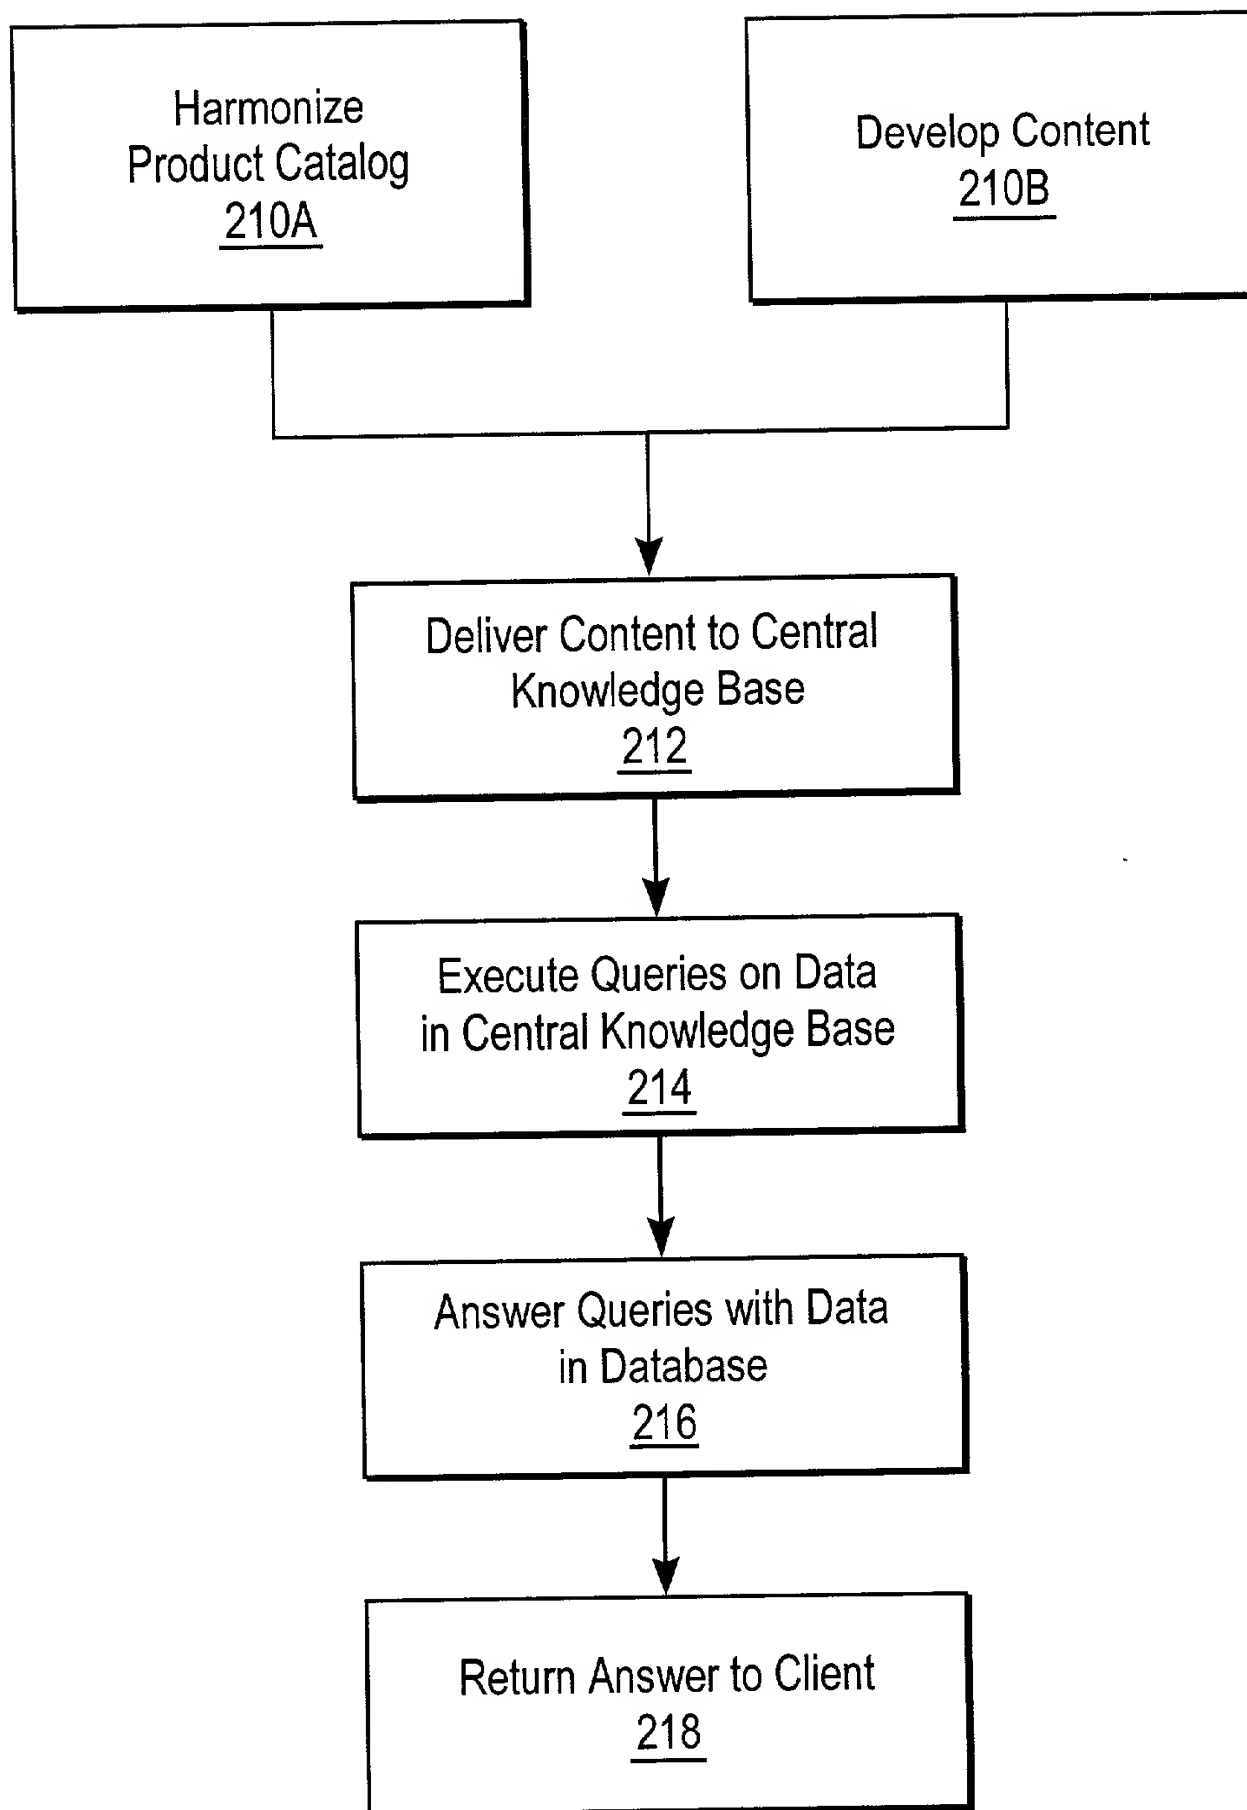 Harmonize
Product Catalog
210A
Develop Content
210B
Deliver Content to Central
Knowledge Base
212
Execute Queries on Data
in Central Knowledge Base
214
Answer Queries with Data
in Database
216
Return Answer to Client
218